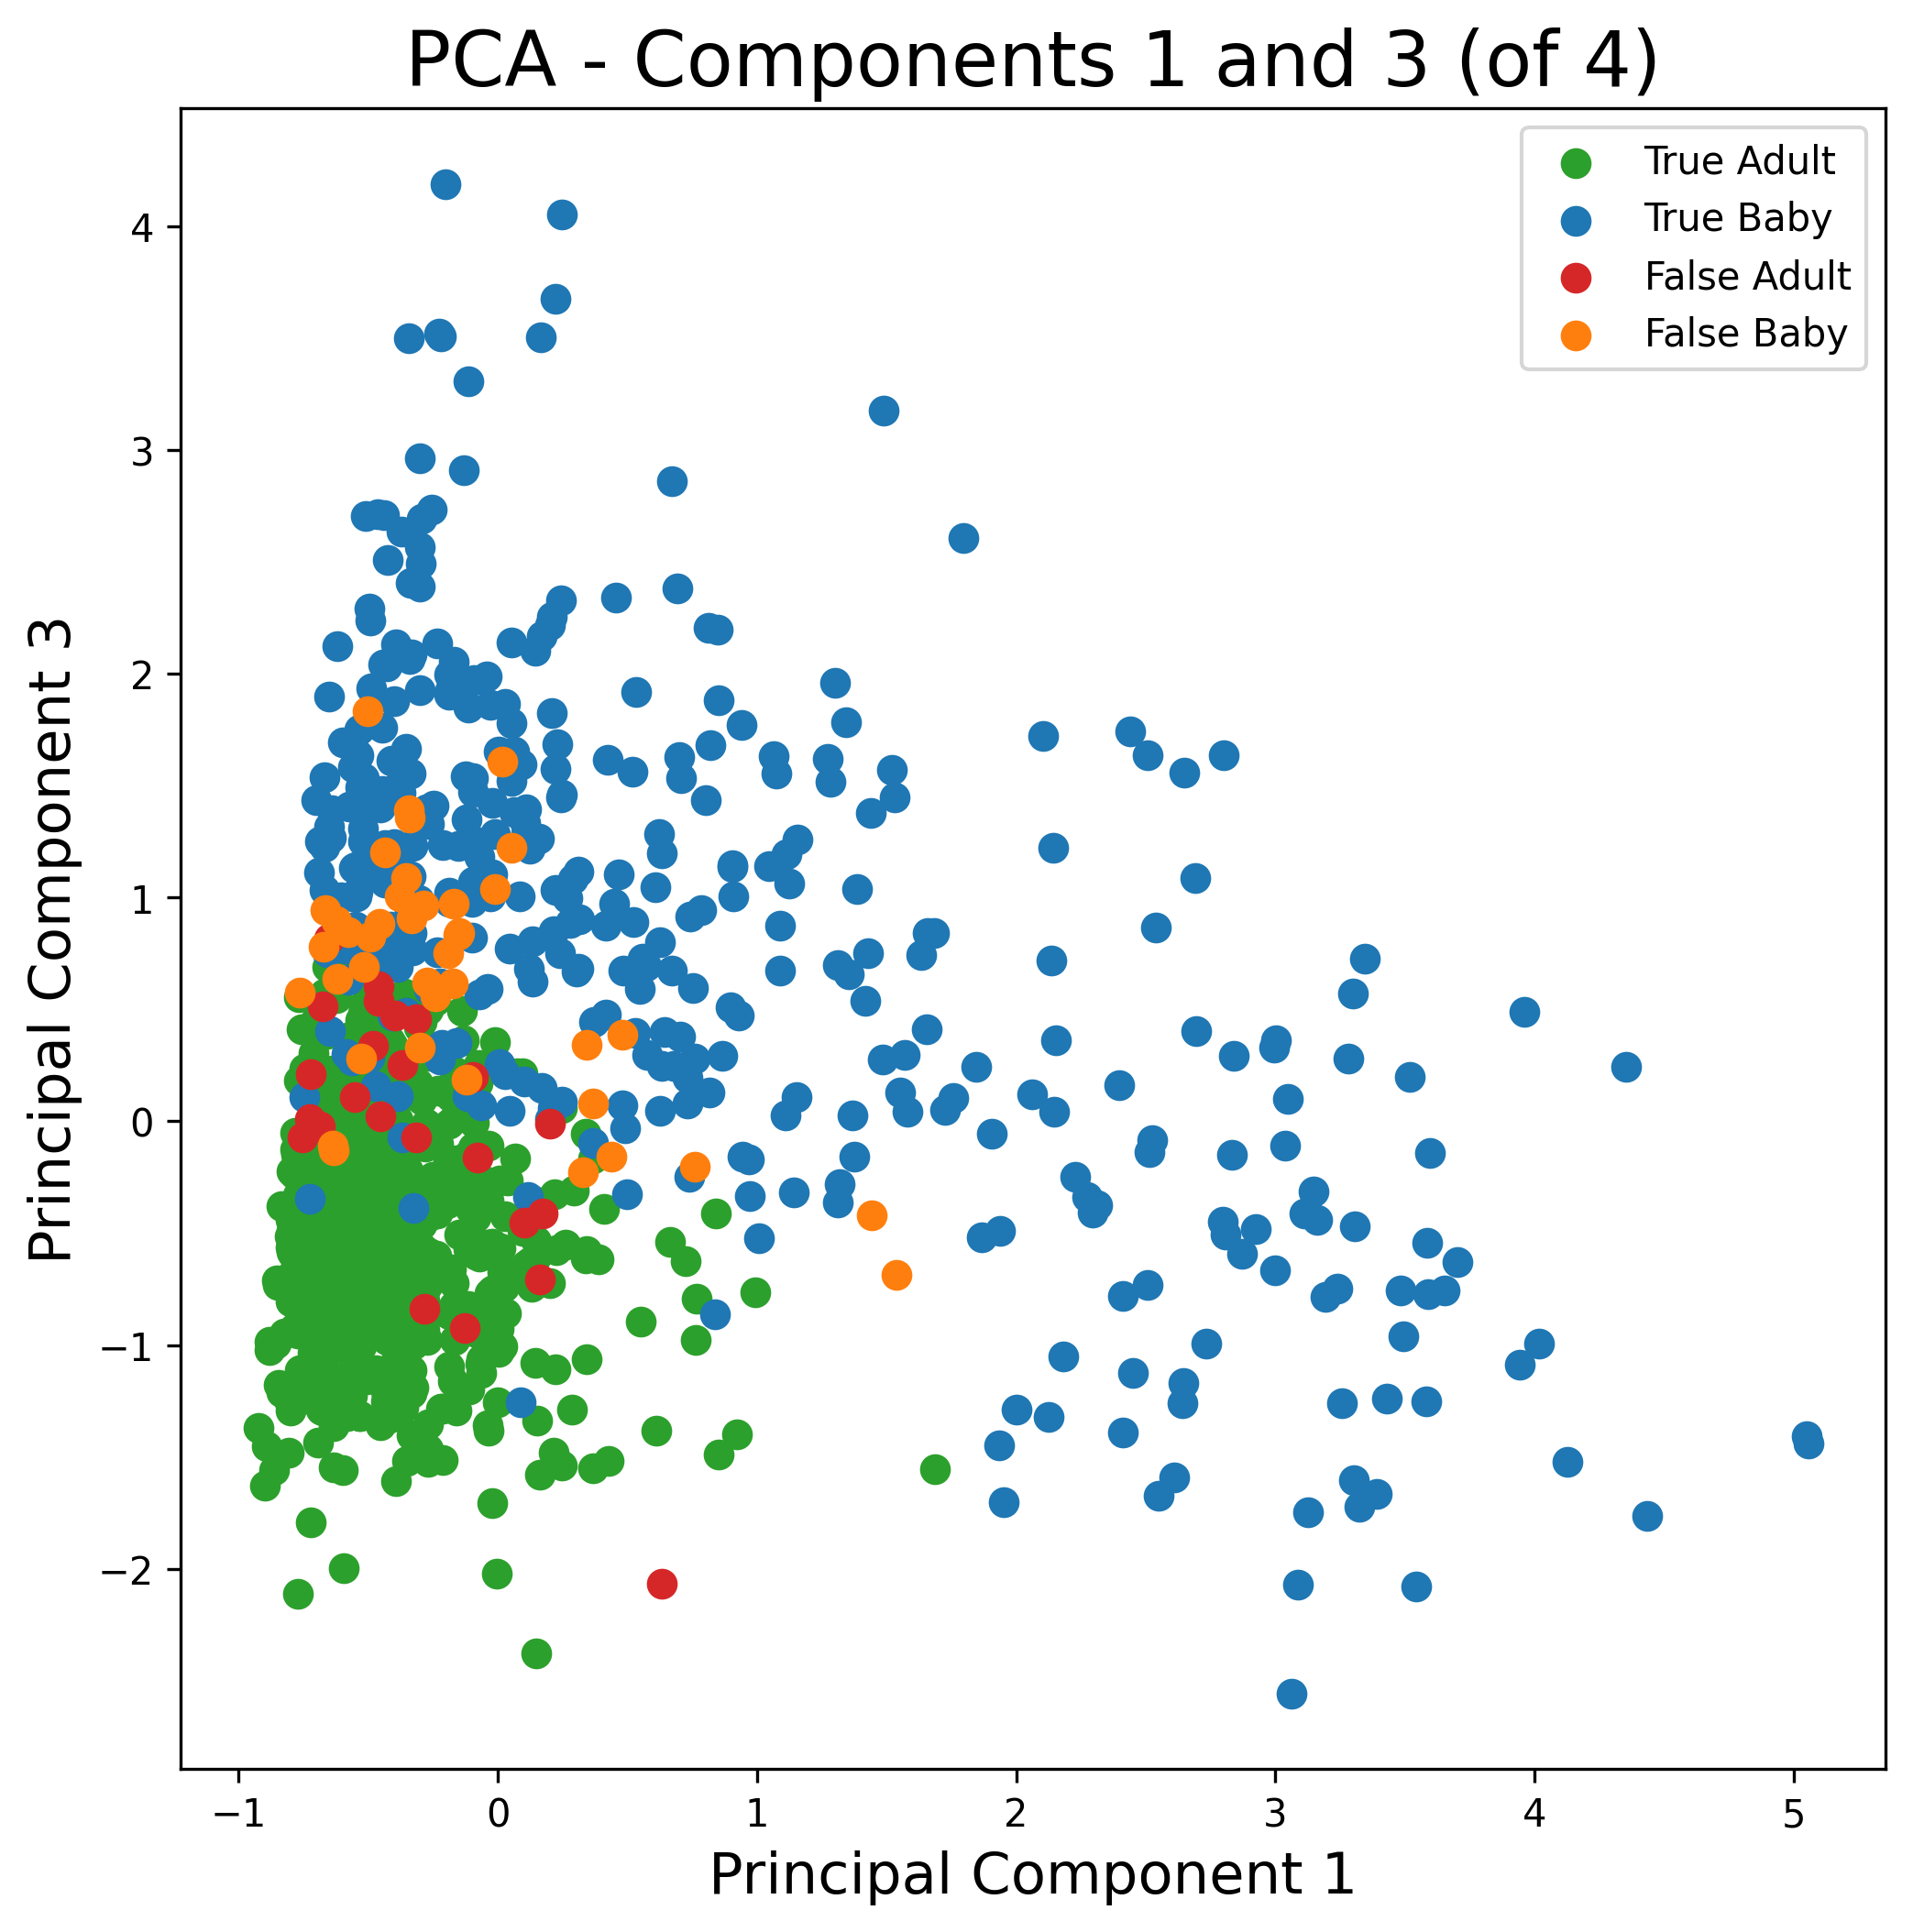 PCA - Components 1 and 3 (of 4)
True Adult
True Baby
False Adult
False Baby
4
3
2
1
0
−1
−2
Principal Component 3
−1 0 1 2 3 4 5
Principal Component 1